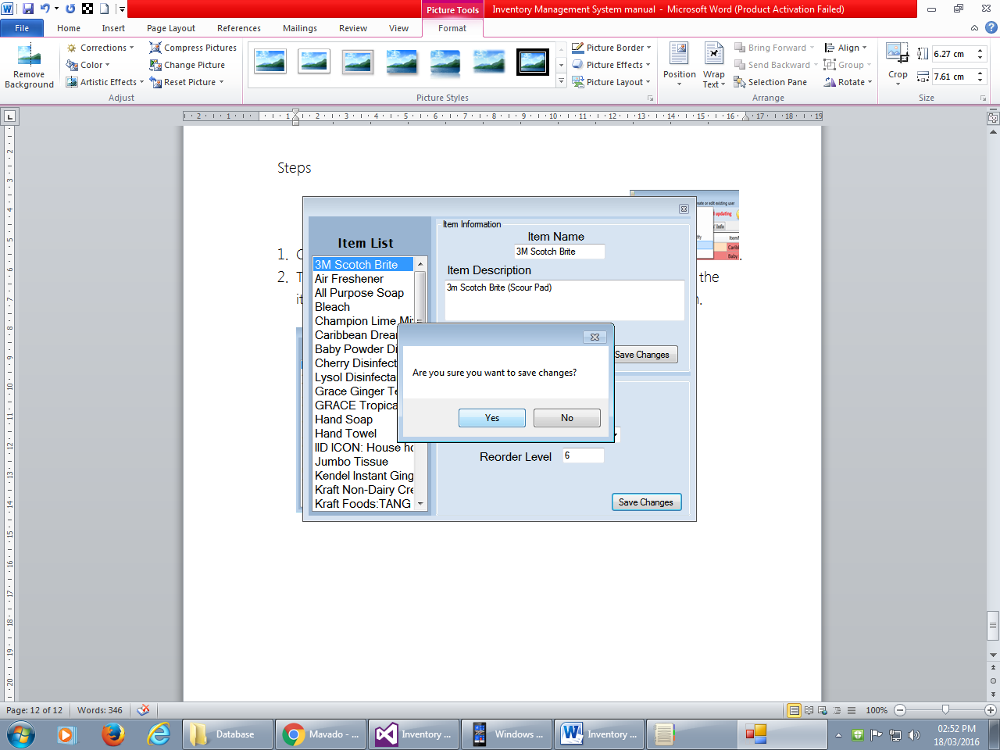 Picture Tools
Inventory Management System manual - Microsoft Word (Product Activation Failed)
File Home Insert Page Layout References Mailings Review View Format
Remove Background
Corrections
Color
Artistic Effects
Compress Pictures
Change Picture
Reset Picture
Adjust
Picture Styles
Picture Border
Picture Effects
Picture Layout
Position
Wrap Text
Bring Forward
Send Backward
Selection Pane
Align
Group
Rotate
Arrange
Crop
6.27 cm
7.61 cm
Size
Steps
create or edit existing user
updating
Info
1.
2. the
Item List
3M Scotch Brite
Air Freshener
All Purpose Soap
Bleach
Champion Lime Mi
Caribbean Drea
Baby Powder Di
Cherry Disinfect
Lysol Disinfecta
Grace Ginger Te
GRACE Tropica
Hand Soap
Hand Towel
IID ICON: House ho
Jumbo Tissue
Kendel Instant Ging
Kraft Non-Dairy Cre
Kraft Foods:TANG
Item Information
Item Name
3M Scotch Brite
Item Description
3m Scotch Brite (Scour Pad)
Save Changes
Are you sure you want to save changes?
Yes No
Reorder Level 6
Save Changes
Page: 12 of 12 Words: 346 100%
Database
Mavado - ...
Inventory ...
Windows ...
Inventory ...
02:52 PM
18/03/2016